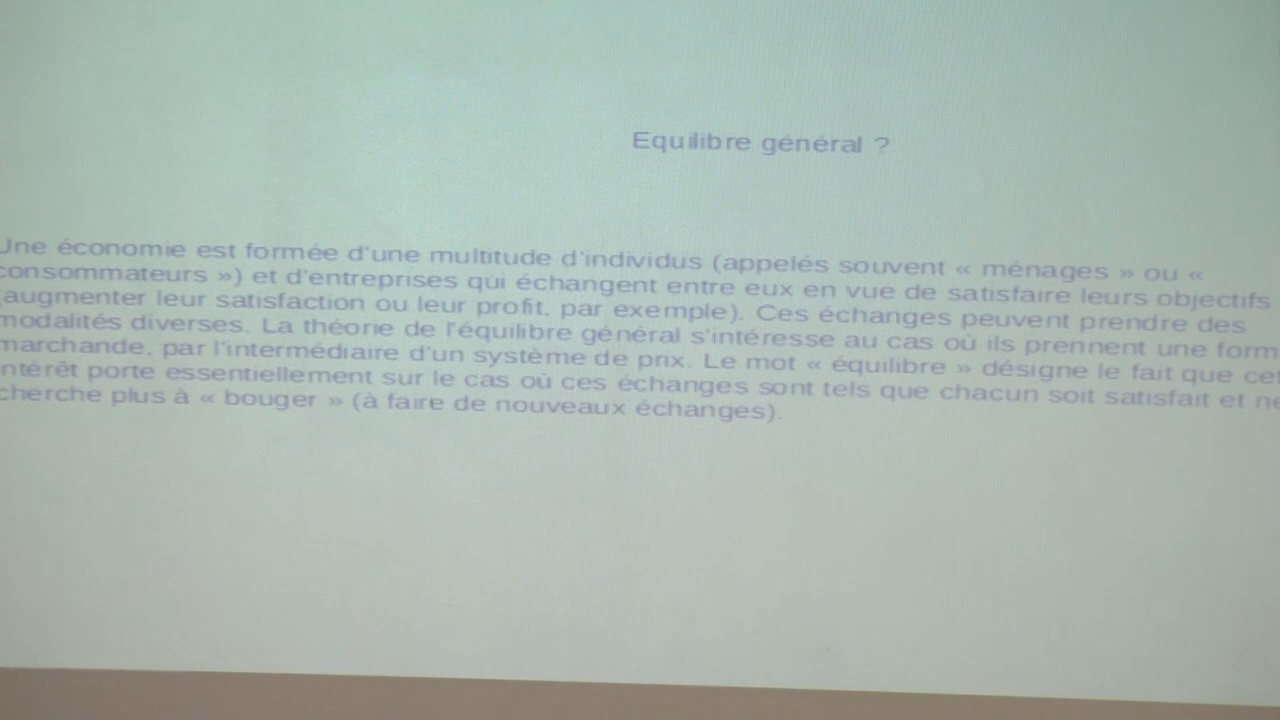 Equilibre général ?
Une économie est formée d'une multitude d'individus (appelés souvent « ménages » ou «
consommateurs ») et d'entreprises qui échangent entre eux en vue de satisfaire leurs objectifs
(augmenter leur satisfaction ou leur profit, par exemple). Ces échanges peuvent prendre des
modalités diverses. La théorie de l'équilibre général s'intéresse au cas où ils prennent une form
marchande, par l'intermédiaire d'un système de prix. Le mot « équilibre » désigne le fait que cet
intérêt porte essentiellement sur le cas où ces échanges sont tels que chacun soit satisfait et ne
cherche plus à « bouger » (à faire de nouveaux échanges).